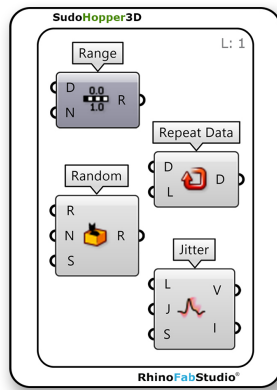 SudoHopper3D
L: 1
Range
D 0.0 R
N 1.0
Repeat Data
D D
L
Random
R
N R
S
Jitter
L V
J
S I
RhinoFabStudio®